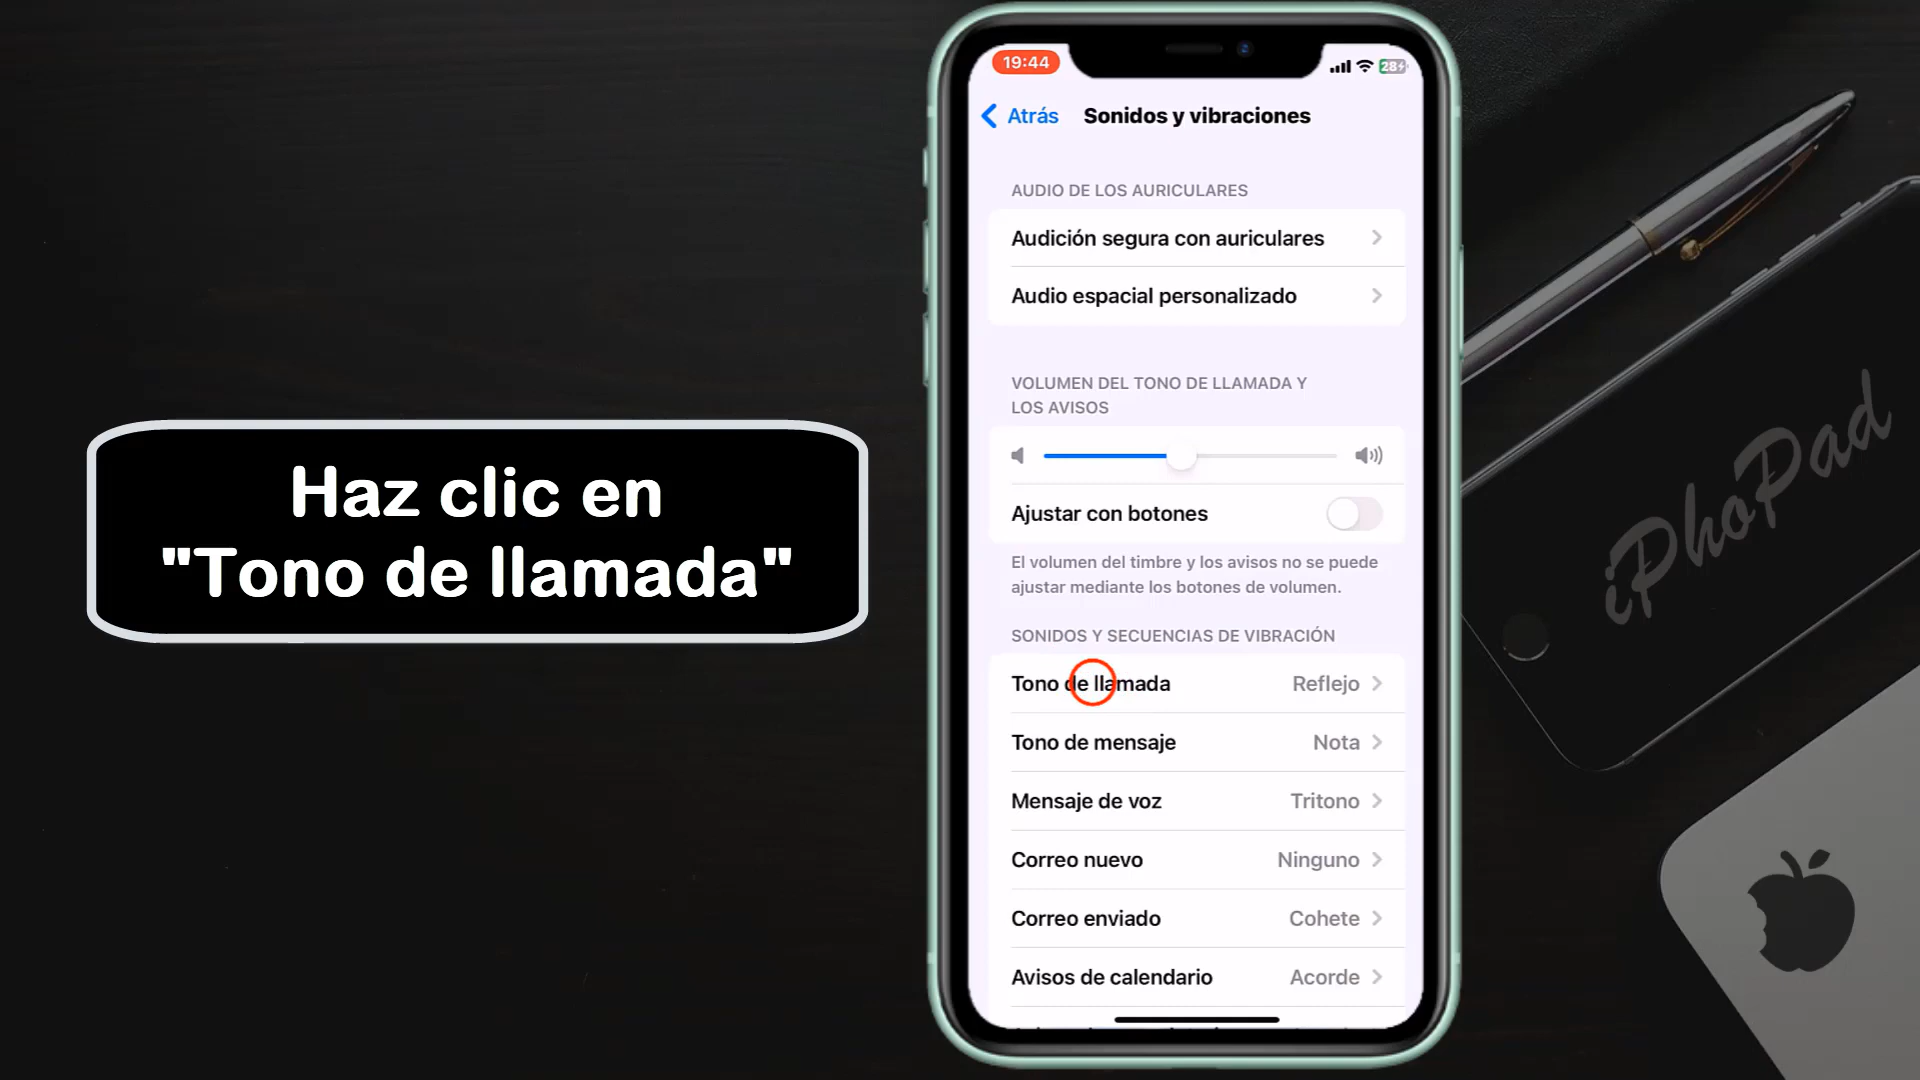 Haz clic en
"Tono de llamada"
19:44
28
Atrás
Sonidos y vibraciones
AUDIO DE LOS AURICULARES
Audición segura con auriculares
Audio espacial personalizado
VOLUMEN DEL TONO DE LLAMADA Y
LOS AVISOS
Ajustar con botones
El volumen del timbre y los avisos no se puede
ajustar mediante los botones de volumen.
SONIDOS Y SECUENCIAS DE VIBRACIÓN
Tono de llamada Reflejo
Tono de mensaje Nota
Mensaje de voz Tritono
Correo nuevo Ninguno
Correo enviado Cohete
Avisos de calendario Acorde
iPhoPad